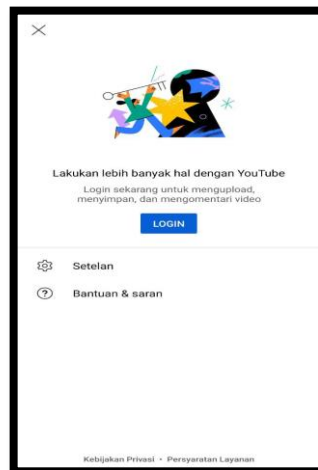 Lakukan lebih banyak hal dengan YouTube
Login sekarang untuk mengupload,
menyimpan, dan mengomentari video
LOGIN
Setelan
Bantuan & saran
Kebijakan Privasi • Persyaratan Layanan